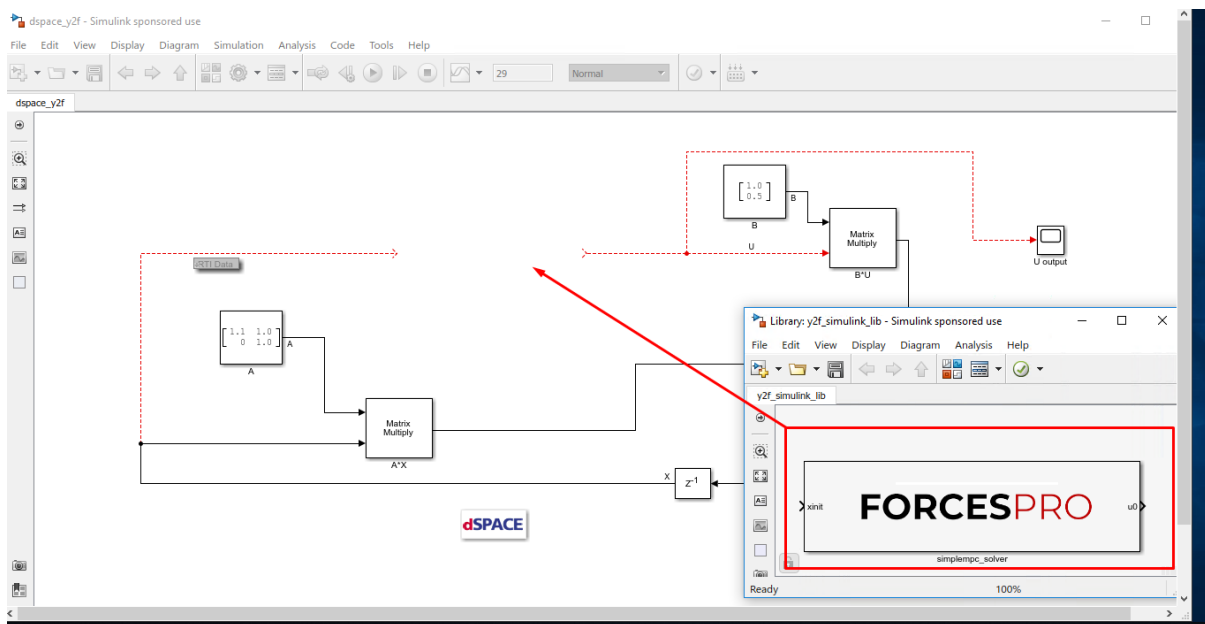 dspace_y2f - Simulink sponsored use
File Edit View Display Diagram Simulation Analysis Code Tools Help
29 Normal
dspace_y2f
[1.0
0.5]
B
B
U
Matrix
Multiply
B*U
U output
RTI Data
[1.1 1.0
0 1.0]
A
A
Matrix
Multiply
A*X
X
z-1
dSPACE
Library: y2f_simulink_lib - Simulink sponsored use
File Edit View Display Diagram Analysis Help
y2f_simulink_lib
xinit
FORCESPRO
u0
simplempc_solver
Ready 100%